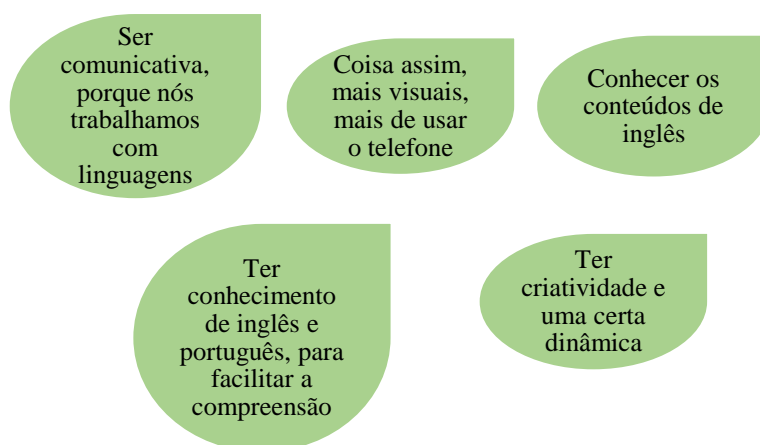 Ser
comunicativa,
porque nós
trabalhamos
com
linguagens
Coisa assim,
mais visuais,
mais de usar
o telefone
Conhecer os
conteúdos de
inglês
Ter
conhecimento
de inglês e
português, para
facilitar a
compreensão
Ter
criatividade e
uma certa
dinâmica